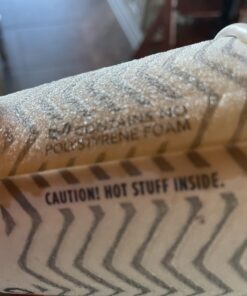 CONTAINS NO
POLYSTYRENE FOAM
CAUTION! HOT STUFF INSIDE.